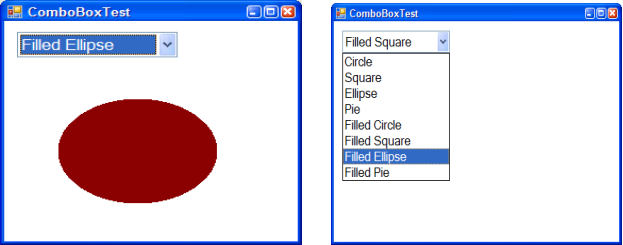 ComboBoxTest
Filled Ellipse
ComboBoxTest
Filled Square
Circle
Square
Ellipse
Pie
Filled Circle
Filled Square
Filled Ellipse
Filled Pie